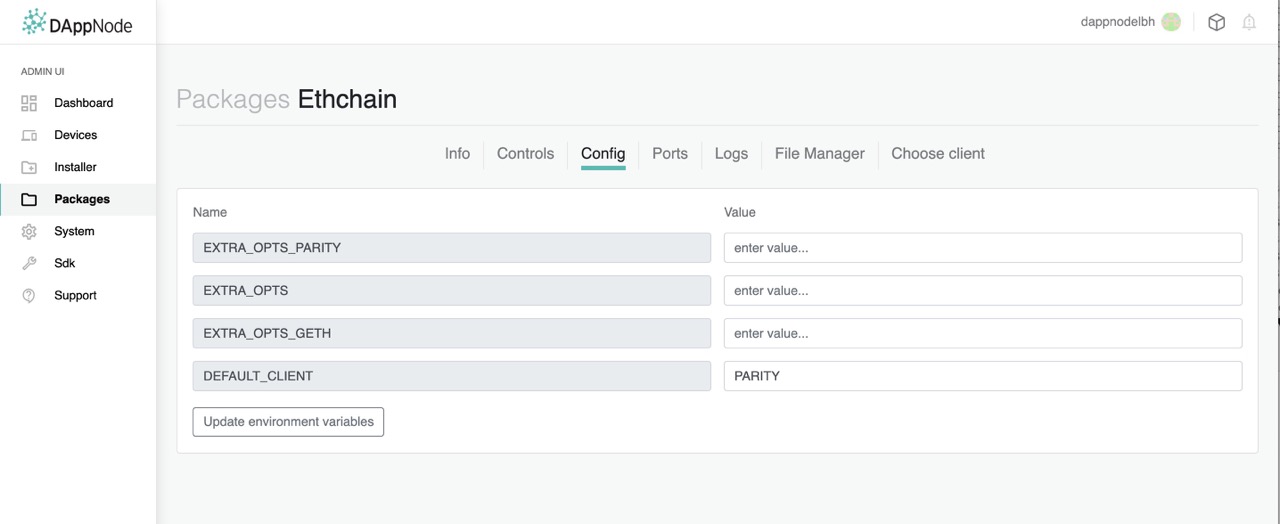 DAppNode
dappnodelbh
ADMIN UI
Dashboard
Devices
Installer
Packages
System
Sdk
Support
Packages Ethchain
Info Controls Config Ports Logs File Manager Choose client
Name Value
EXTRA_OPTS_PARITY enter value...
EXTRA_OPTS enter value...
EXTRA_OPTS_GETH enter value...
DEFAULT_CLIENT PARITY
Update environment variables